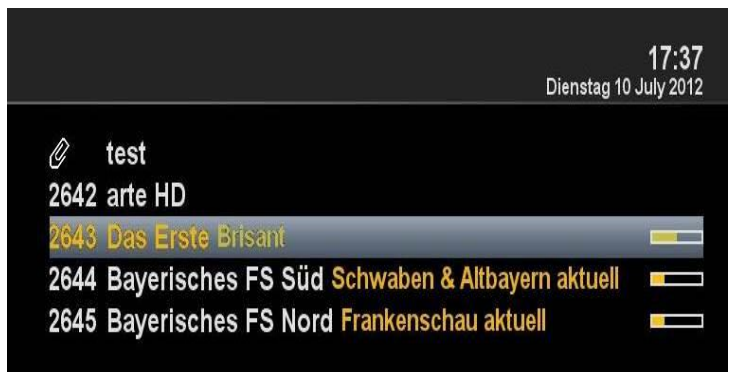 17:37
Dienstag 10 July 2012
test
2642 arte HD
2643 Das Erste Brisant
2644 Bayerisches FS Süd Schwaben & Altbayern aktuell
2645 Bayerisches FS Nord Frankenschau aktuell